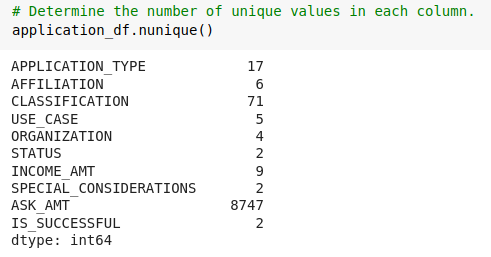 # Determine the number of unique values in each column.
application_df.nunique()
APPLICATION_TYPE 17
AFFILIATION 6
CLASSIFICATION 71
USE_CASE 5
ORGANIZATION 4
STATUS 2
INCOME_AMT 9
SPECIAL_CONSIDERATIONS 2
ASK_AMT 8747
IS_SUCCESSFUL 2
dtype: int64